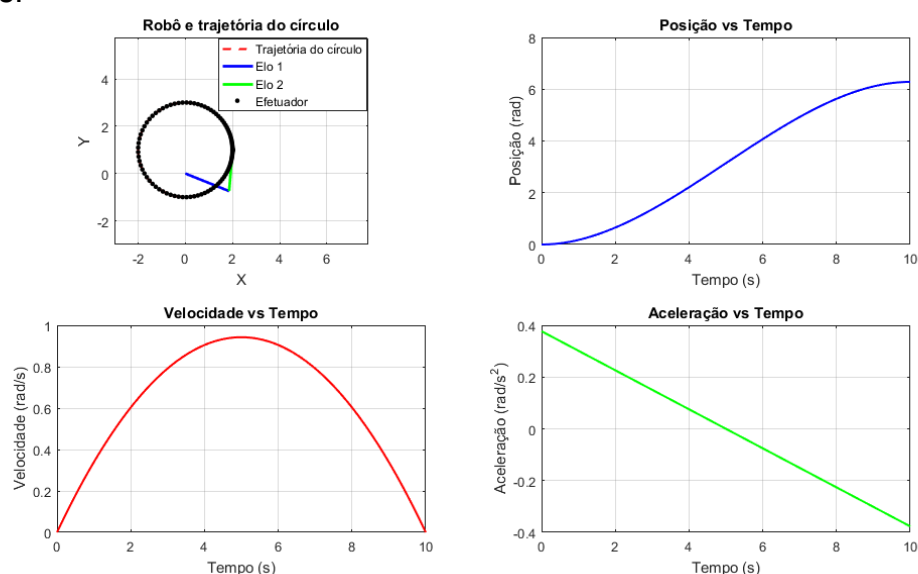 Robô e trajetória do círculo
Trajetória do círculo
Elo 1
Elo 2
Efetuador
Y
4
2
0
-2
-2 0 2 4 6
X
Posição vs Tempo
Posição (rad)
8
6
4
2
0
0 2 4 6 8 10
Tempo (s)
Velocidade vs Tempo
Velocidade (rad/s)
1
0.8
0.6
0.4
0.2
0
0 2 4 6 8 10
Tempo (s)
Aceleração vs Tempo
Aceleração (rad/s²)
0.4
0.2
0
-0.2
-0.4
0 2 4 6 8 10
Tempo (s)